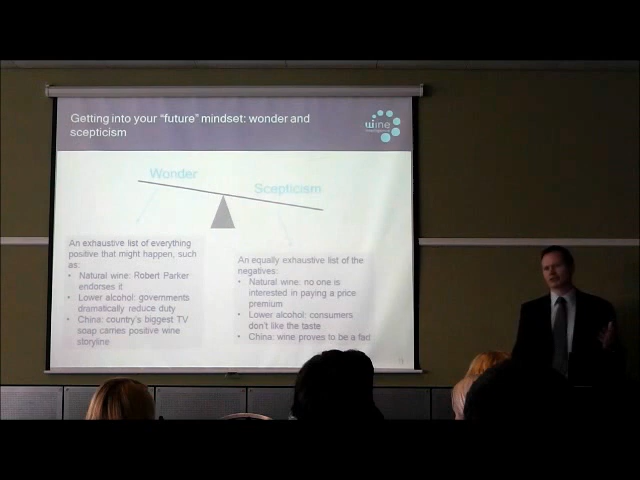 Getting into your "future" mindset: wonder and
scepticism
wine
Wonder
Scepticism
An exhaustive list of everything
positive that might happen, such
as:
• Natural wine: Robert Parker
endorses it
• Lower alcohol: governments
dramatically reduce duty
• China: country's biggest TV
soap carries positive wine
storyline
An equally exhaustive list of the
negatives:
• Natural wine: no one is
interested in paying a price
premium
• Lower alcohol: consumers
don't like the taste
• China: wine proves to be a fad